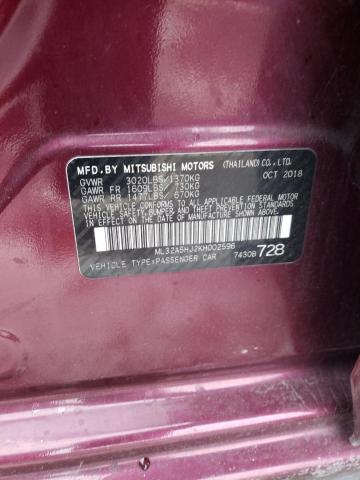 MFD.BY MITSUBISHI MOTORS (THAILAND)CO.,LTD.
GVWR 3020LBS/1370KG OCT 2018
GAWR FR 1609LBS/ 730KG
GAWR RR 1477LBS/ 670KG
THIS VEHICLE CONFORMS TO ALL APPLICABLE FEDERAL MOTOR VEHICLE
SAFETY, BUMPER AND THEFT PREVENTION STANDARDS
IN EFFECT ON THE DATE OF MANUFACTURE SHOWN ABOVE.
ML32A5HJ2KH002596
VEHICLE TYPE:PASSENGER CAR 7430B 728